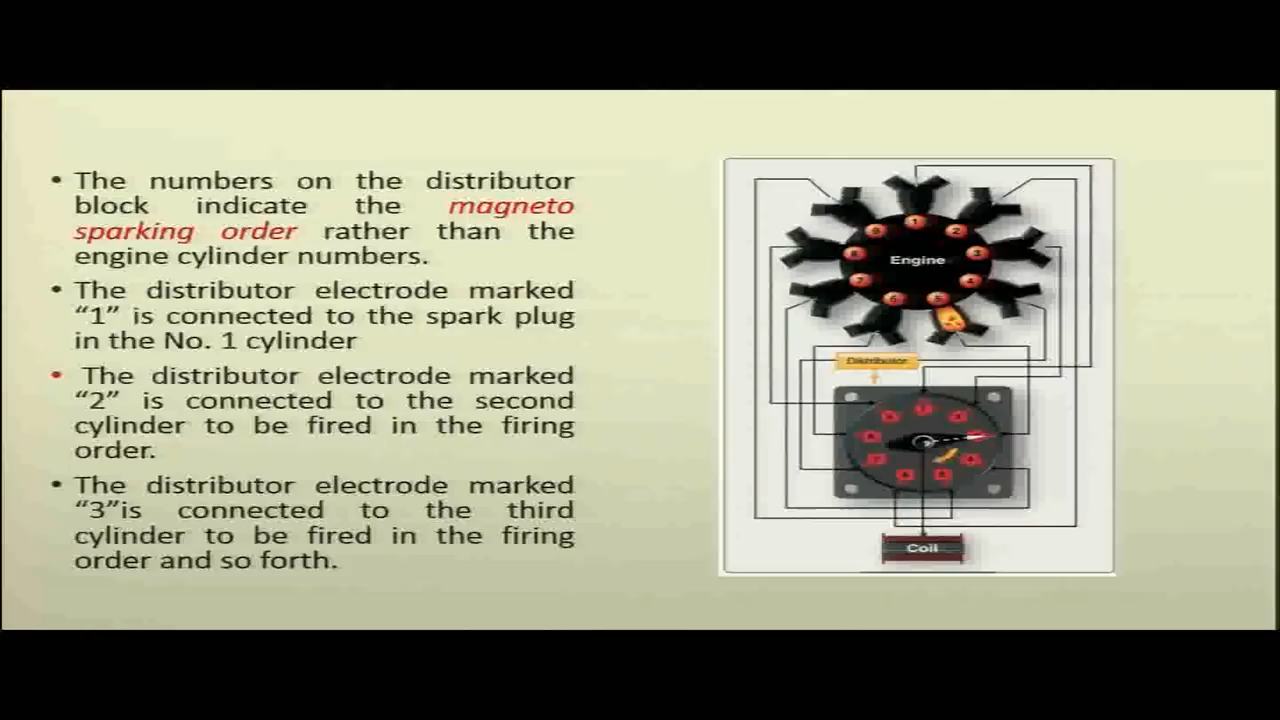 • The numbers on the distributor
block indicate the magneto
sparking order rather than the
engine cylinder numbers.
• The distributor electrode marked
“1” is connected to the spark plug
in the No. 1 cylinder
• The distributor electrode marked
“2” is connected to the second
cylinder to be fired in the firing
order.
• The distributor electrode marked
“3”is connected to the third
cylinder to be fired in the firing
order and so forth.
1
9 2
8 3
Engine
7 4
6 5
Distributor
Coil